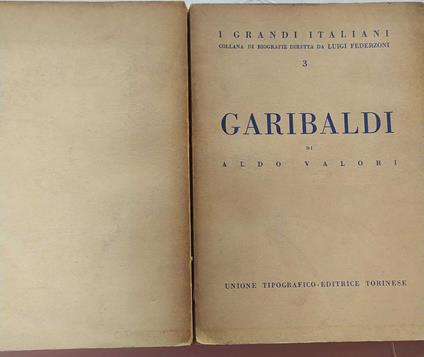 I GRANDI ITALIANI
COLLANA DI BIOGRAFIE DIRETTA DA LUIGI FEDERZONI
3
GARIBALDI
DI
ALDO VALORI
UNIONE TIPOGRAFICO-EDITRICE TORINESE